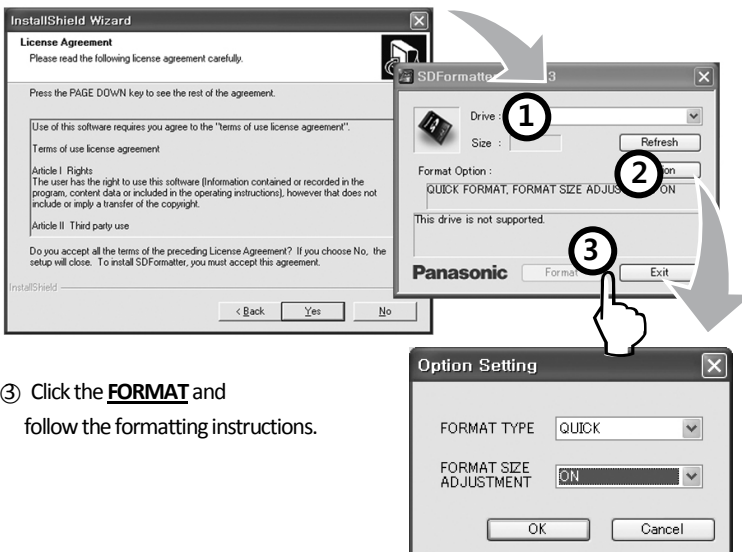 InstallShield Wizard
License Agreement
Please read the following license agreement carefully.
Press the PAGE DOWN key to see the rest of the agreement.
Use of this software requires you agree to the "terms of use license agreement".
Terms of use license agreement
Article I Rights
The user has the right to use this software (Information contained or recorded in the
program, content data or included in the operating instructions), however that does not
include or imply a transfer of the copyright.
Article II Third party use
Do you accept all the terms of the preceding License Agreement? If you choose No, the
setup will close. To install SDFormatter, you must accept this agreement.
InstallShield
< Back Yes No
SDFormatte 3
Drive : 1
Size : Refresh
Format Option : 2 ion
QUICK FORMAT, FORMAT SIZE ADJUS ON
This drive is not supported.
3
Panasonic Format Exit
③ Click the FORMAT and
follow the formatting instructions.
Option Setting
FORMAT TYPE QUICK
FORMAT SIZE
ADJUSTMENT ON
OK Cancel